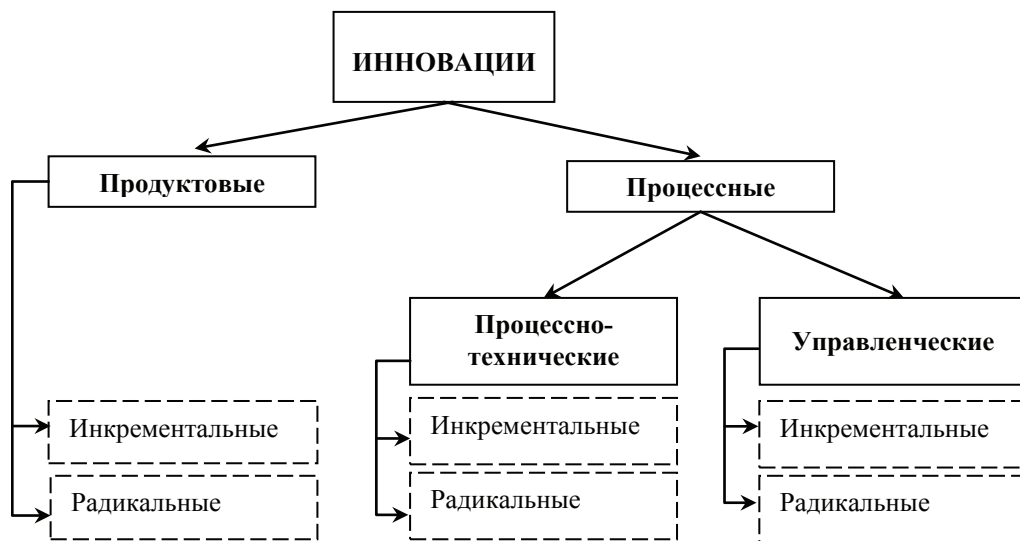 ИННОВАЦИИ
Продуктовые
Процессные
Процессно-
технические
Управленческие
Инкрементальные
Радикальные
Инкрементальные
Радикальные
Инкрементальные
Радикальные